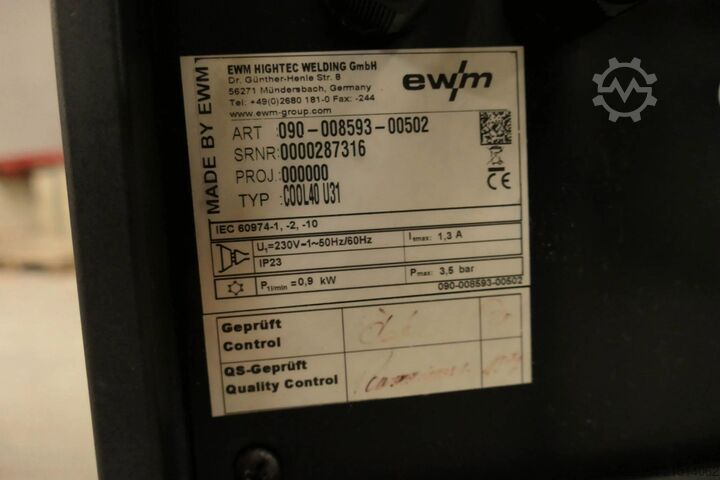 MADE BY EWM
EWM HIGHTEC WELDING GmbH
Dr. Günther-Henle Str. 8
56271 Mündersbach, Germany
Tel: +49(0)2680 181-0 Fax: -244
www.ewm-group.com
ewm
ART :090-008593-00502
SRNR:0000287316
PROJ:000000
TYP :COOL40 U31
CE
IEC 60974-1, -2, -10
U₁=230V~1~50Hz/60Hz
I1max: 1,3 A
IP23
P1l/min =0,9 kW
Pmax: 3,5 bar
090-008593-00502
Geprüft
Control
QS-Geprüft
Quality Control